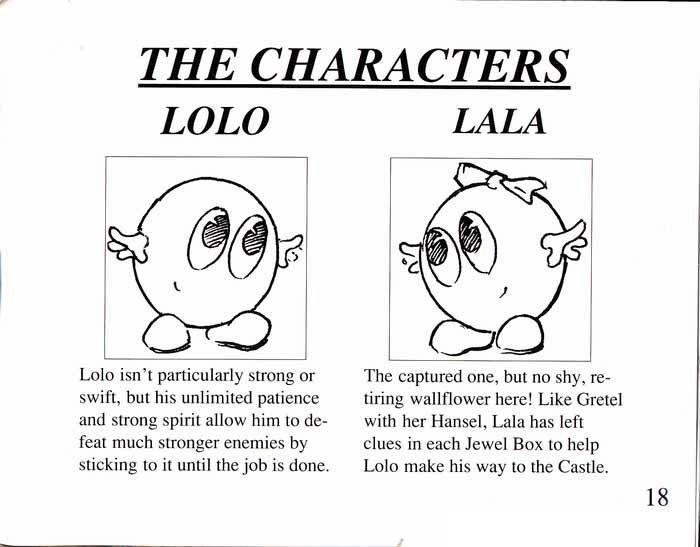 THE CHARACTERS
LOLO
Lolo isn't particularly strong or
swift, but his unlimited patience
and strong spirit allow him to de-
feat much stronger enemies by
sticking to it until the job is done.
LALA
The captured one, but no shy, re-
tiring wallflower here! Like Gretel
with her Hansel, Lala has left
clues in each Jewel Box to help
Lolo make his way to the Castle.
18